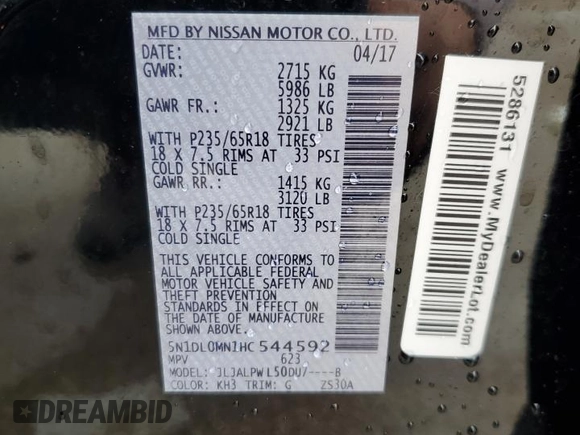 MFD BY NISSAN MOTOR CO., LTD.
DATE: 04/17
GVWR: 2715 KG
5986 LB
GAWR FR.: 1325 KG
2921 LB
WITH P235/65R18 TIRES
18 X 7.5 RIMS AT 33 PSI
COLD SINGLE
GAWR RR.: 1415 KG
3120 LB
WITH P235/65R18 TIRES
18 X 7.5 RIMS AT 33 PSI
COLD SINGLE
THIS VEHICLE CONFORMS TO
ALL APPLICABLE FEDERAL
MOTOR VEHICLE SAFETY AND
THEFT PREVENTION
STANDARDS IN EFFECT ON
THE DATE OF MANUFACTURE
SHOWN ABOVE.
5N1DL0MN1HC 544592
MPV 623
MODEL: JLJALPW L50DU7----B
COLOR: KH3 TRIM: G ZS30A
5286131
www.MyDealerLot.com
DREAMBID